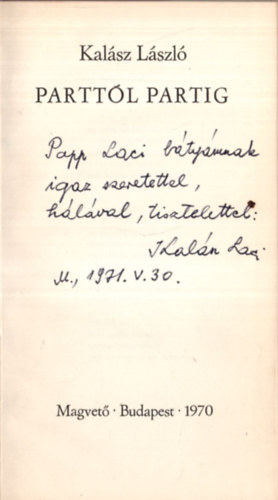 Kalász László
PARTTÓL PARTIG
Papp Laci bátyámnak
igaz szeretettel,
hálával, tisztelettel:
Kalász Laci
M., 1971. V. 30.
Magvető · Budapest · 1970